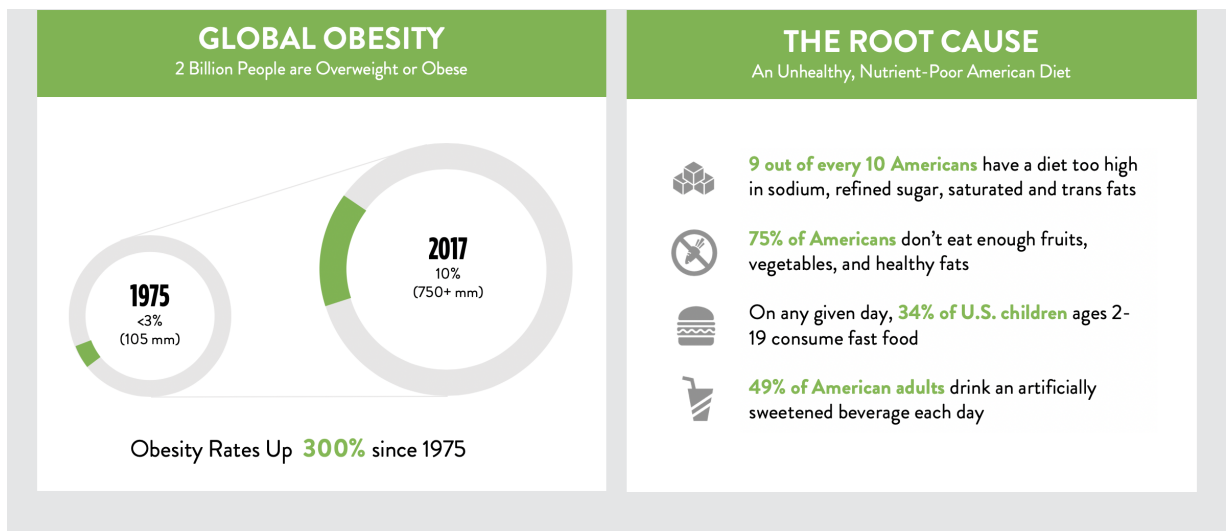 GLOBAL OBESITY
2 Billion People are Overweight or Obese
1975
<3%
(105 mm)
2017
10%
(750+ mm)
Obesity Rates Up 300% since 1975
THE ROOT CAUSE
An Unhealthy, Nutrient-Poor American Diet
9 out of every 10 Americans have a diet too high
in sodium, refined sugar, saturated and trans fats
75% of Americans don’t eat enough fruits,
vegetables, and healthy fats
On any given day, 34% of U.S. children ages 2-
19 consume fast food
49% of American adults drink an artificially
sweetened beverage each day